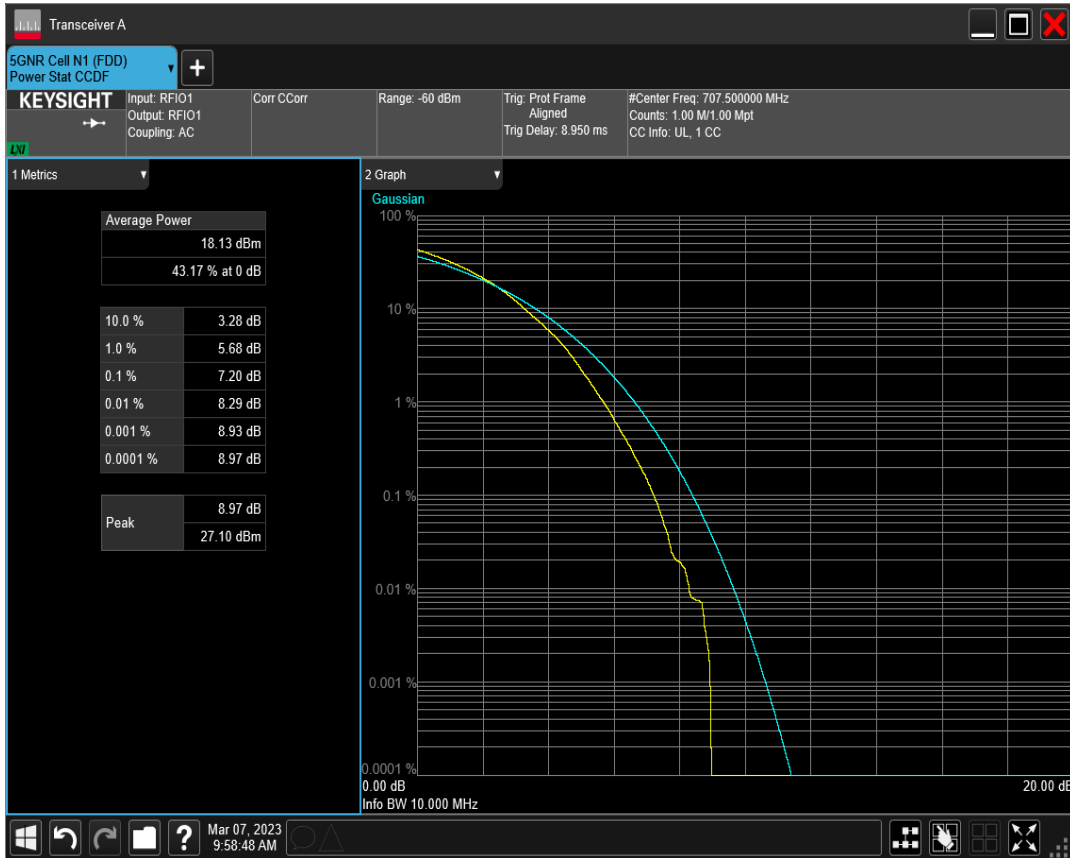 Transceiver A
5GNR Cell N1 (FDD)
Power Stat CCDF
+
KEYSIGHT
LXI
Input: RFIO1
Output: RFIO1
Coupling: AC
Corr CCorr
Range: -60 dBm
Trig: Prot Frame
Aligned
Trig Delay: 8.950 ms
#Center Freq: 707.500000 MHz
Counts: 1.00 M/1.00 Mpt
CC Info: UL, 1 CC
1 Metrics
Average Power
18.13 dBm
43.17 % at 0 dB
10.0 % 3.28 dB
1.0 % 5.68 dB
0.1 % 7.20 dB
0.01 % 8.29 dB
0.001 % 8.93 dB
0.0001 % 8.97 dB
Peak
8.97 dB
27.10 dBm
2 Graph
Gaussian
100 %
10 %
1 %
0.1 %
0.01 %
0.001 %
0.0001 %
0.00 dB
20.00 dB
Info BW 10.000 MHz
?
Mar 07, 2023
9:58:48 AM